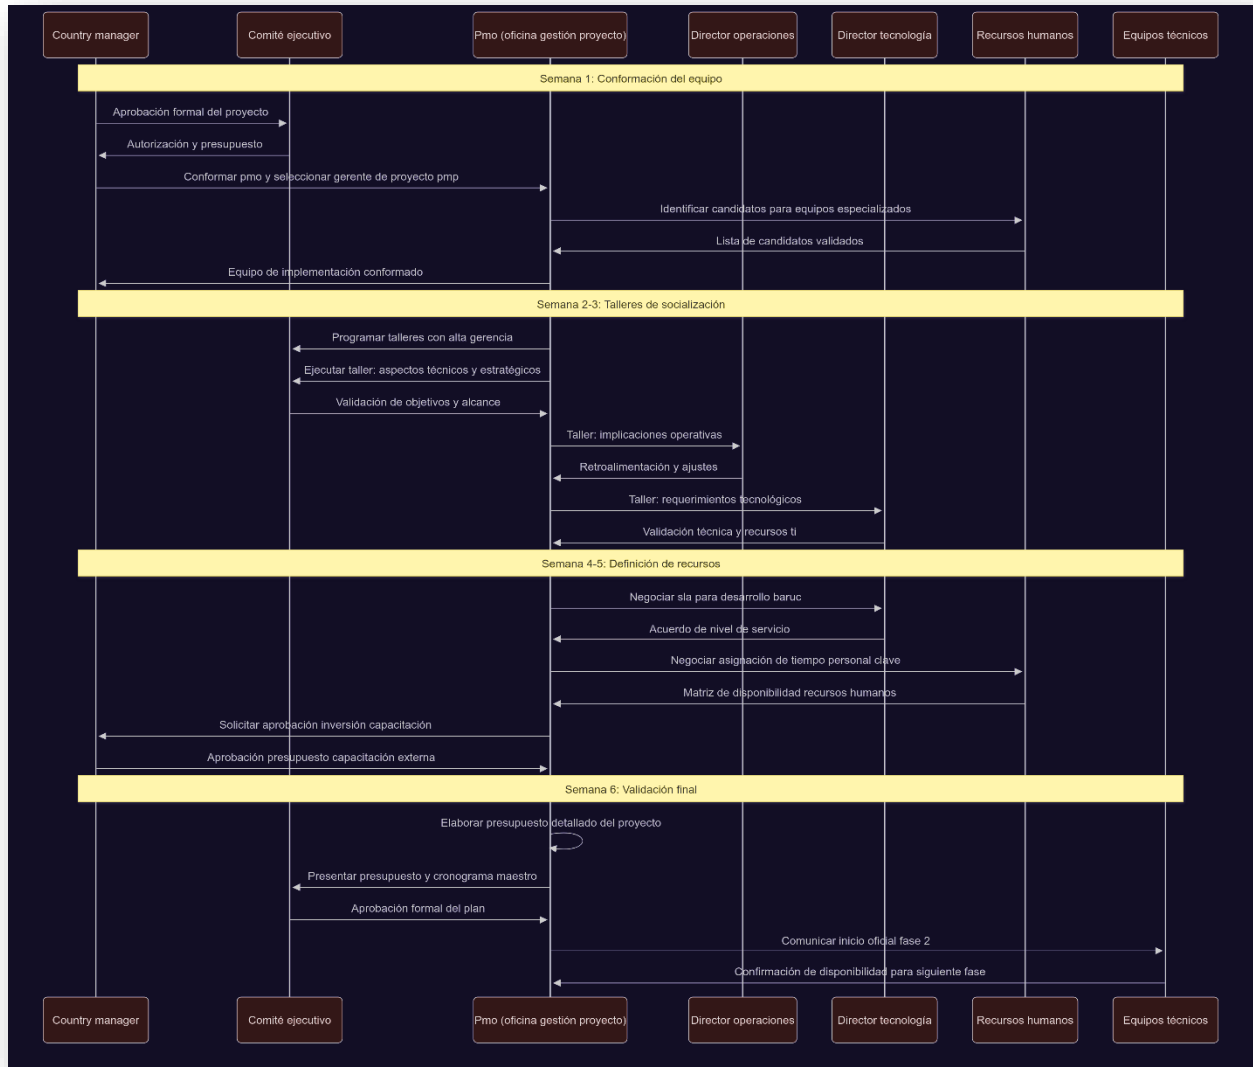 Country manager
Comité ejecutivo
Pmo (oficina gestión proyecto)
Director operaciones
Director tecnología
Recursos humanos
Equipos técnicos
Semana 1: Conformación del equipo
Aprobación formal del proyecto
Autorización y presupuesto
Conformar pmo y seleccionar gerente de proyecto pmp
Identificar candidatos para equipos especializados
Lista de candidatos validados
Equipo de implementación conformado
Semana 2-3: Talleres de socialización
Programar talleres con alta gerencia
Ejecutar taller: aspectos técnicos y estratégicos
Validación de objetivos y alcance
Taller: implicaciones operativas
Retroalimentación y ajustes
Taller: requerimientos tecnológicos
Validación técnica y recursos ti
Semana 4-5: Definición de recursos
Negociar sla para desarrollo baruc
Acuerdo de nivel de servicio
Negociar asignación de tiempo personal clave
Matriz de disponibilidad recursos humanos
Solicitar aprobación inversión capacitación
Aprobación presupuesto capacitación externa
Semana 6: Validación final
Elaborar presupuesto detallado del proyecto
Presentar presupuesto y cronograma maestro
Aprobación formal del plan
Comunicar inicio oficial fase 2
Confirmación de disponibilidad para siguiente fase
Country manager
Comité ejecutivo
Pmo (oficina gestión proyecto)
Director operaciones
Director tecnología
Recursos humanos
Equipos técnicos